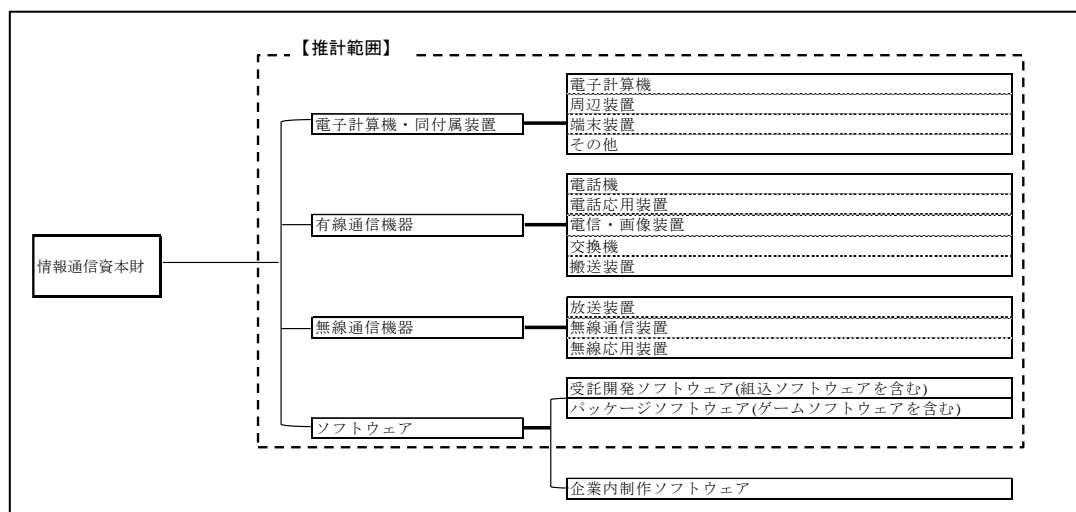 【推計範囲】
情報通信資本財
電子計算機・同付属装置
電子計算機
周辺装置
端末装置
その他
有線通信機器
電話機
電話応用装置
電信・画像装置
交換機
搬送装置
無線通信機器
放送装置
無線通信装置
無線応用装置
ソフトウェア
受託開発ソフトウェア(組込ソフトウェアを含む)
パッケージソフトウェア(ゲームソフトウェアを含む)
企業内制作ソフトウェア